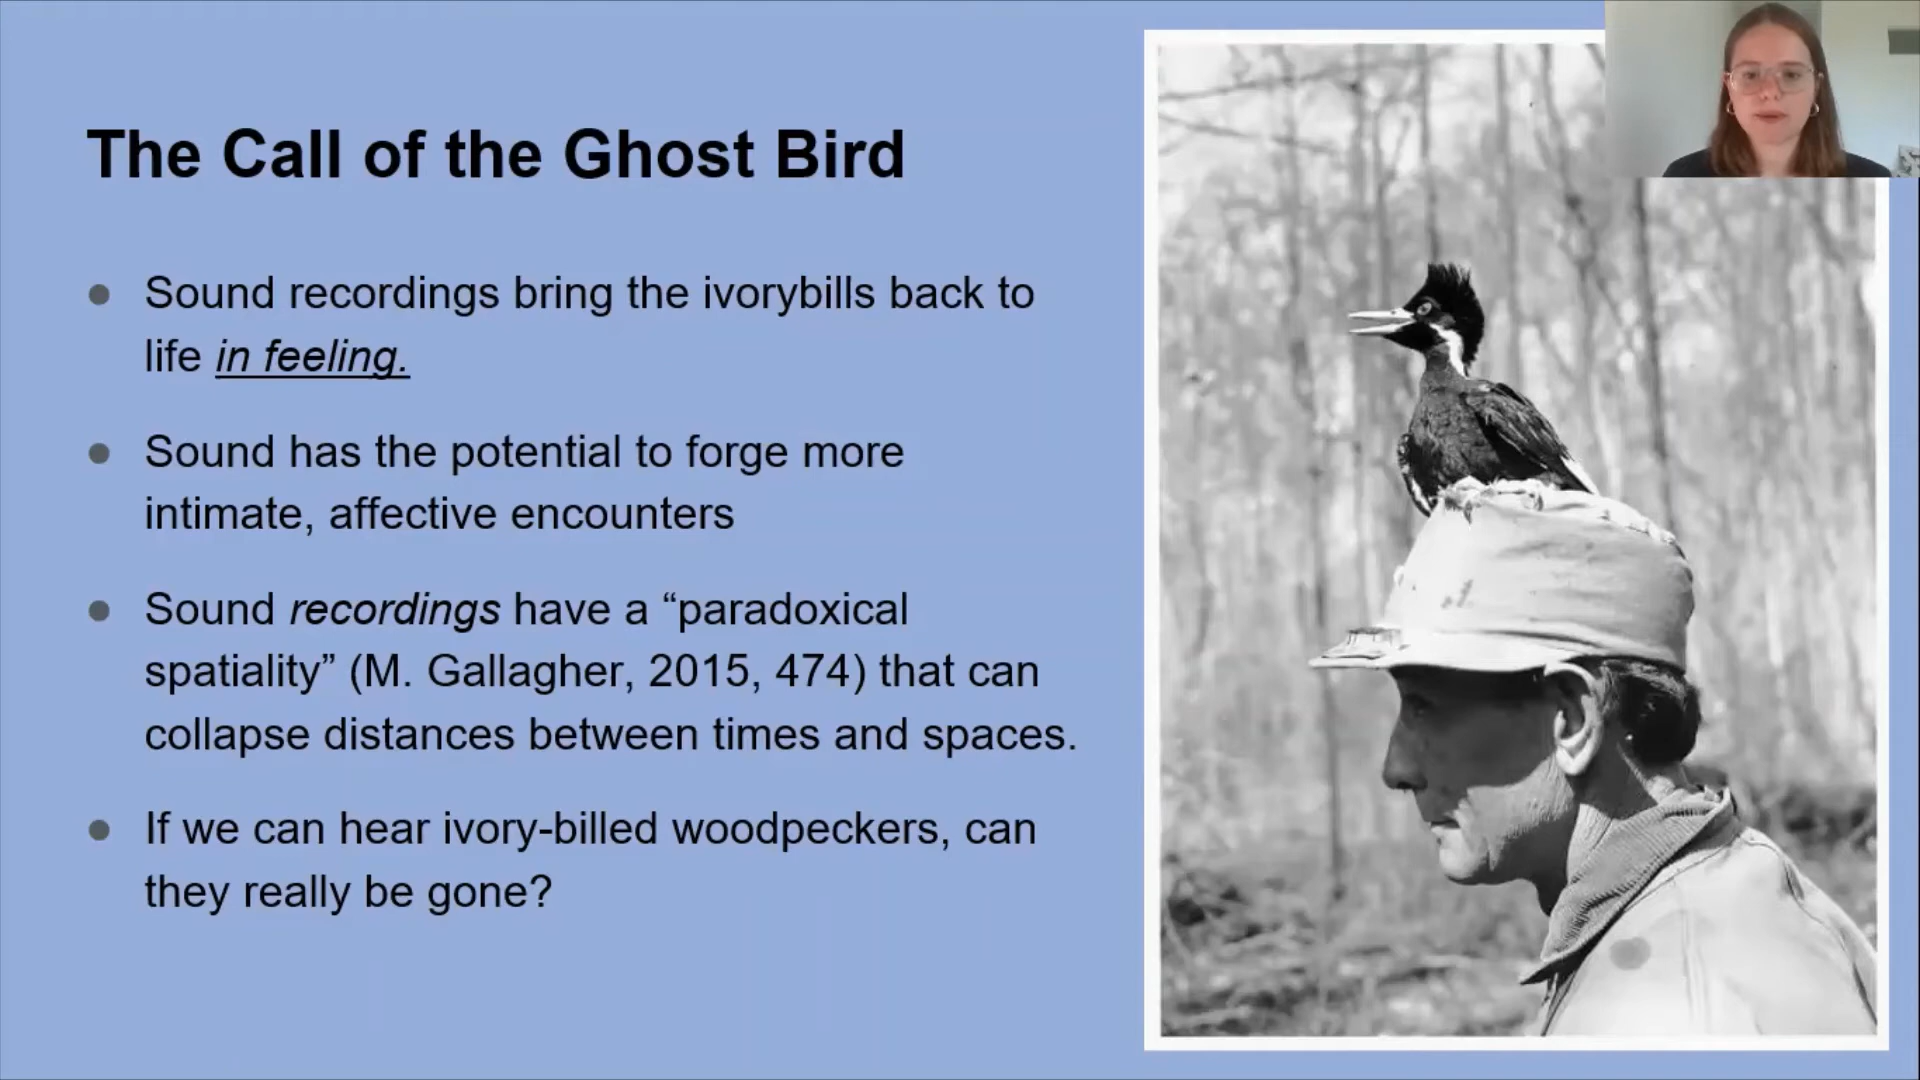 The Call of the Ghost Bird
● Sound recordings bring the ivorybills back to
life in feeling.
● Sound has the potential to forge more
intimate, affective encounters
● Sound recordings have a “paradoxical
spatiality” (M. Gallagher, 2015, 474) that can
collapse distances between times and spaces.
● If we can hear ivory-billed woodpeckers, can
they really be gone?